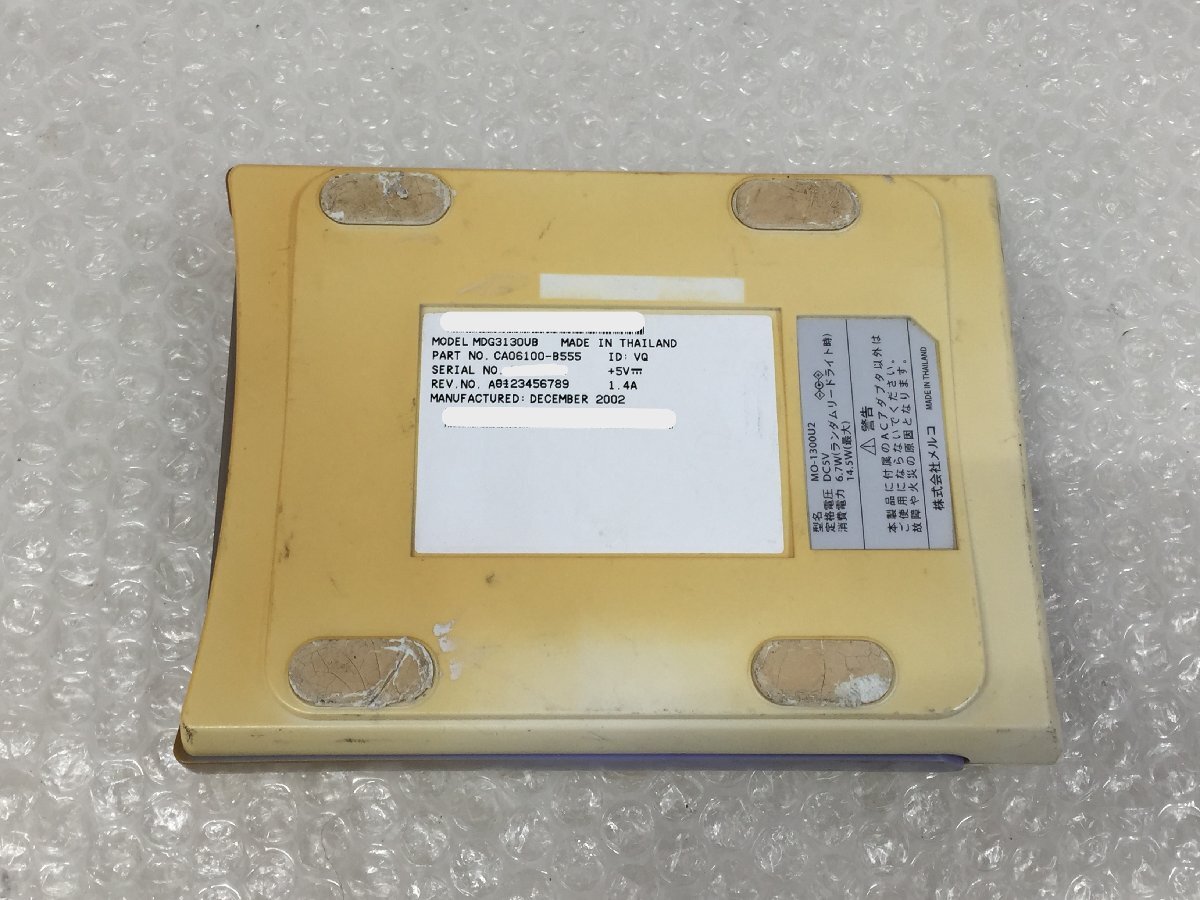 MODEL MDG3130UB MADE IN THAILAND
PART NO. CA06100-B555 ID: VQ
SERIAL NO. +5V⎓
REV.NO. A0123456789 1.4A
MANUFACTURED: DECEMBER 2002
型名 MO-1300U2
定格電圧 DC5V
消費電力 6.7W(ランダムリードライト時)
14.5W(最大)
⚠ 警告
本製品に付属のACアダプタ以外は
ご使用にならないでください。
故障や火災の原因となります。
株式会社メルコ MADE IN THAILAND